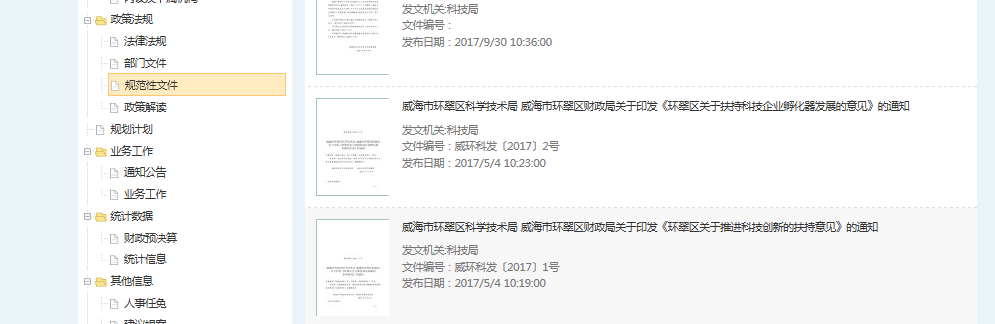 政策法规
法律法规
部门文件
规范性文件
政策解读
规划计划
业务工作
通知公告
业务工作
统计数据
财政预决算
统计信息
其他信息
人事任免
发文机关:科技局
文件编号：
发布日期：2017/9/30 10:36:00
威海市环翠区科学技术局 威海市环翠区财政局关于印发《环翠区关于扶持科技企业孵化器发展的意见》的通知
发文机关:科技局
文件编号：威环科发〔2017〕2号
发布日期：2017/5/4 10:23:00
威海市环翠区科学技术局 威海市环翠区财政局关于印发《环翠区关于推进科技创新的扶持意见》的通知
发文机关:科技局
文件编号：威环科发〔2017〕1号
发布日期：2017/5/4 10:19:00